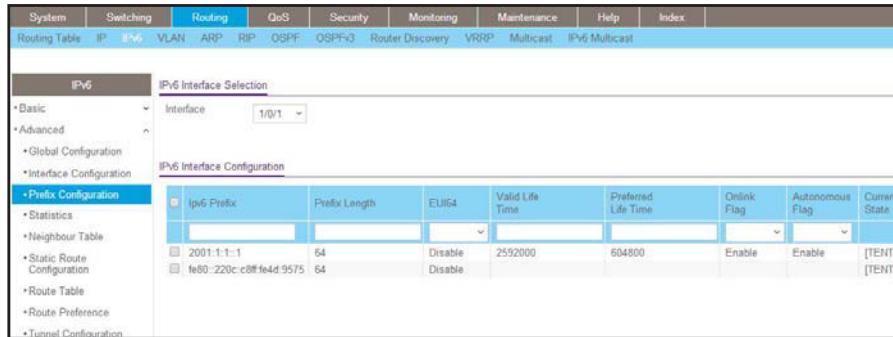 System Switching Routing QoS Security Monitoring Maintenance Help Index
Routing Table IP IPv6 VLAN ARP RIP OSPF OSPFv3 Router Discovery VRRP Multicast IPv6 Multicast
IPv6
Basic
Advanced
Global Configuration
Interface Configuration
Prefix Configuration
Statistics
Neighbour Table
Static Route
Configuration
Route Table
Route Preference
Tunnel Configuration
IPv6 Interface Selection
Interface 1/0/1
IPv6 Interface Configuration
Ipv6 Prefix Prefix Length EUI64 Valid Life Time Preferred Life Time Onlink Flag Autonomous Flag Current State
2001:1:1::1 64 Disable 2592000 604800 Enable Enable [TENT
fe80::220c:c8ff:fe4d:9575 64 Disable [TENT